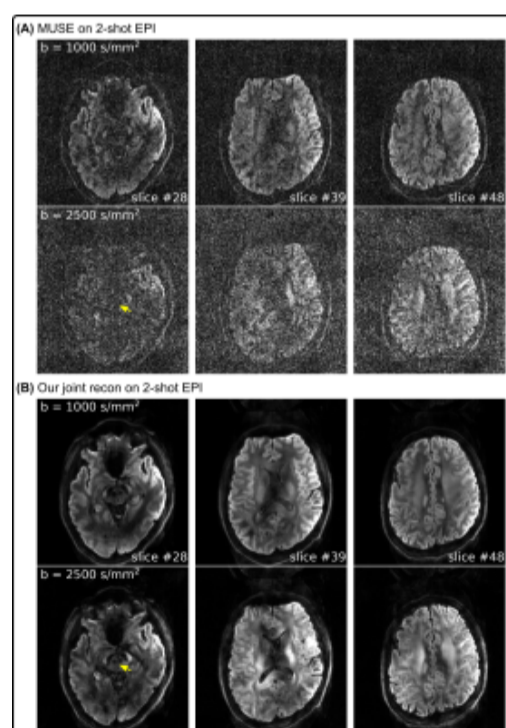 (A) MUSE on 2-shot EPI
b = 1000 s/mm²
slice #28
slice #39
slice #48
b = 2500 s/mm²
(B) Our joint recon on 2-shot EPI
b = 1000 s/mm²
slice #28
slice #39
slice #48
b = 2500 s/mm²